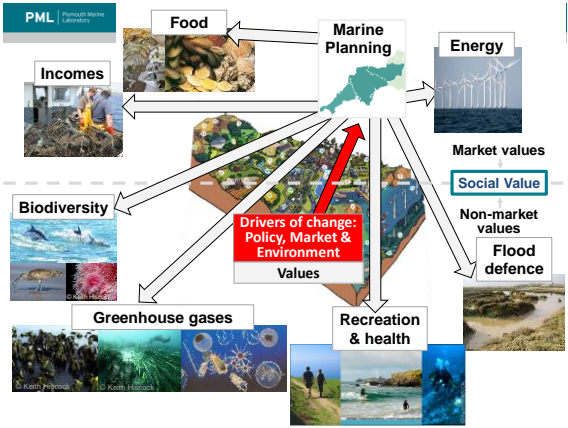 PML Plymouth Marine
Laboratory
Food
Marine
Planning
Energy
Incomes
Market values
Social Value
Non-market
values
Biodiversity
Drivers of change:
Policy, Market &
Environment
Values
Flood
defence
© Keith Hiscock
Greenhouse gases
Recreation
& health
© Keith Hiscock
© Keith Hiscock